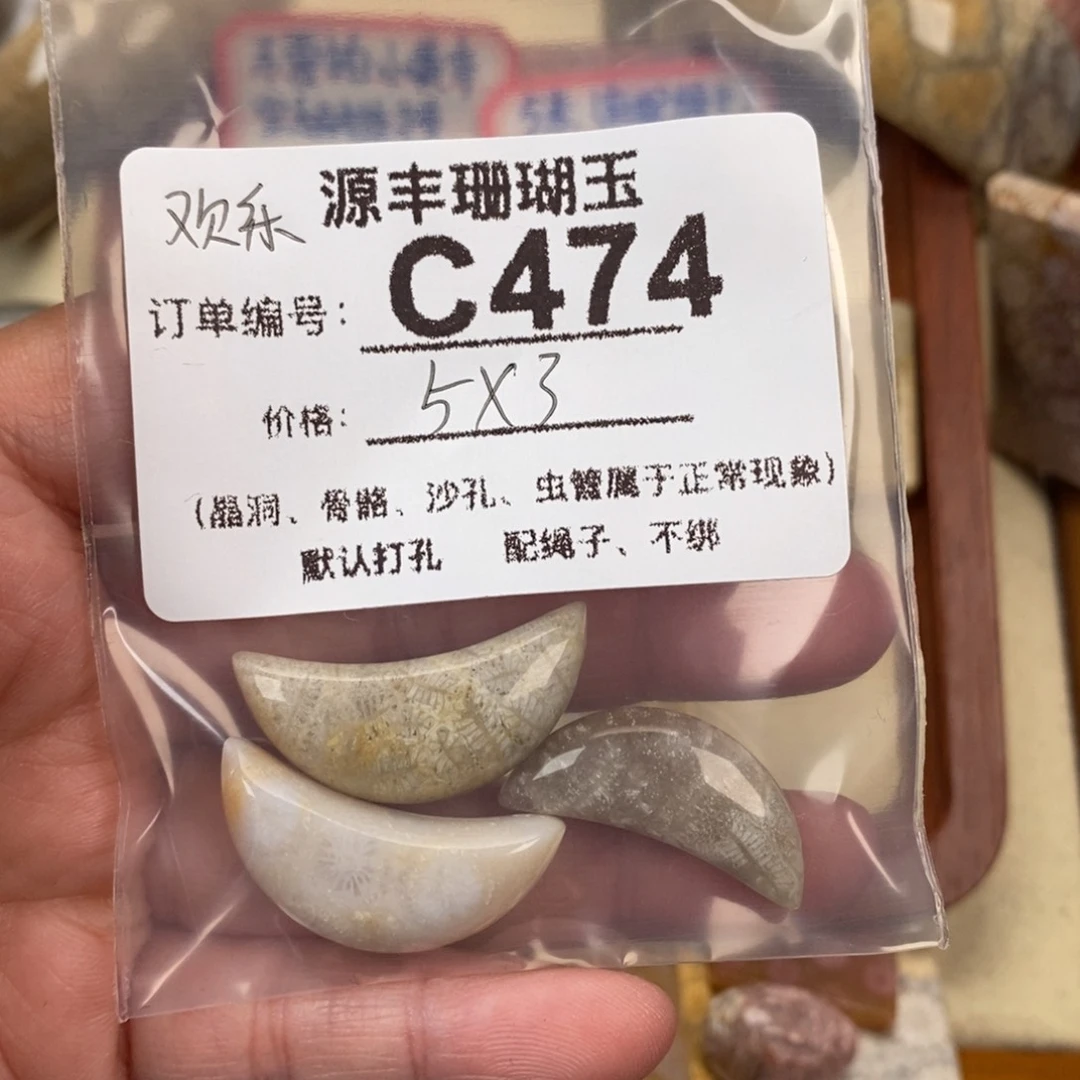 欢乐 源丰珊瑚玉
订单编号： C474
价格： 5X3
（晶洞、骨骼、沙孔、虫管属于正常现象）
默认打孔 配绳子、不绑